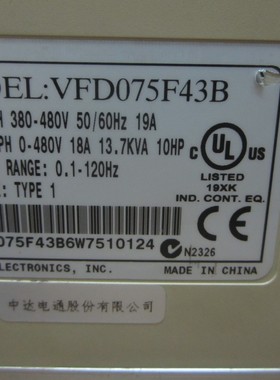 DEL:VFD075F43B
H 380-480V 50/60Hz 19A
PH 0-480V 18A 13.7KVA 10HP
RANGE: 0.1-120Hz
: TYPE 1
C UL US
LISTED
19XK
IND. CONT. EQ.
075F43B6W7510124
N2326
ELECTRONICS, INC.
MADE IN CHINA
中达电通股份有限公司